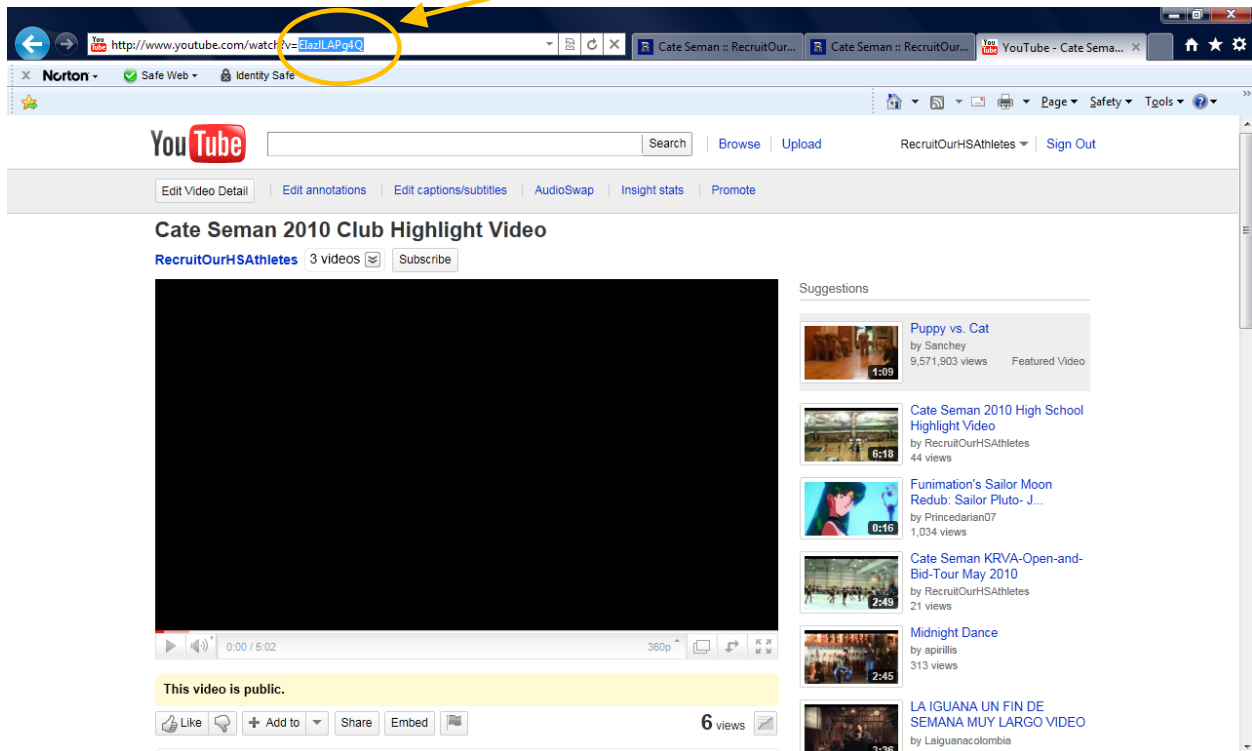 http://www.youtube.com/watch?v=ElazILAPg4Q
Cate Seman :: RecruitOur...
Cate Seman :: RecruitOur...
YouTube - Cate Sema...
Norton
Safe Web
Identity Safe
Page
Safety
Tools
YouTube
Search
Browse
Upload
RecruitOurHSAthletes
Sign Out
Edit Video Detail
Edit annotations
Edit captions/subtitles
AudioSwap
Insight stats
Promote
Cate Seman 2010 Club Highlight Video
RecruitOurHSAthletes
3 videos
Subscribe
0:00 / 5:02
360p
This video is public.
Like
Add to
Share
Embed
6 views
Suggestions
1:09
Puppy vs. Cat
by Sanchey
9,571,903 views
Featured Video
6:18
Cate Seman 2010 High School
Highlight Video
by RecruitOurHSAthletes
44 views
0:16
Funimation's Sailor Moon
Redub: Sailor Pluto- J...
by Princedarian07
1,034 views
2:49
Cate Seman KRVA-Open-and-
Bid-Tour May 2010
by RecruitOurHSAthletes
21 views
2:45
Midnight Dance
by apirillis
313 views
3:36
LA IGUANA UN FIN DE
SEMANA MUY LARGO VIDEO
by Laiguanacolombia